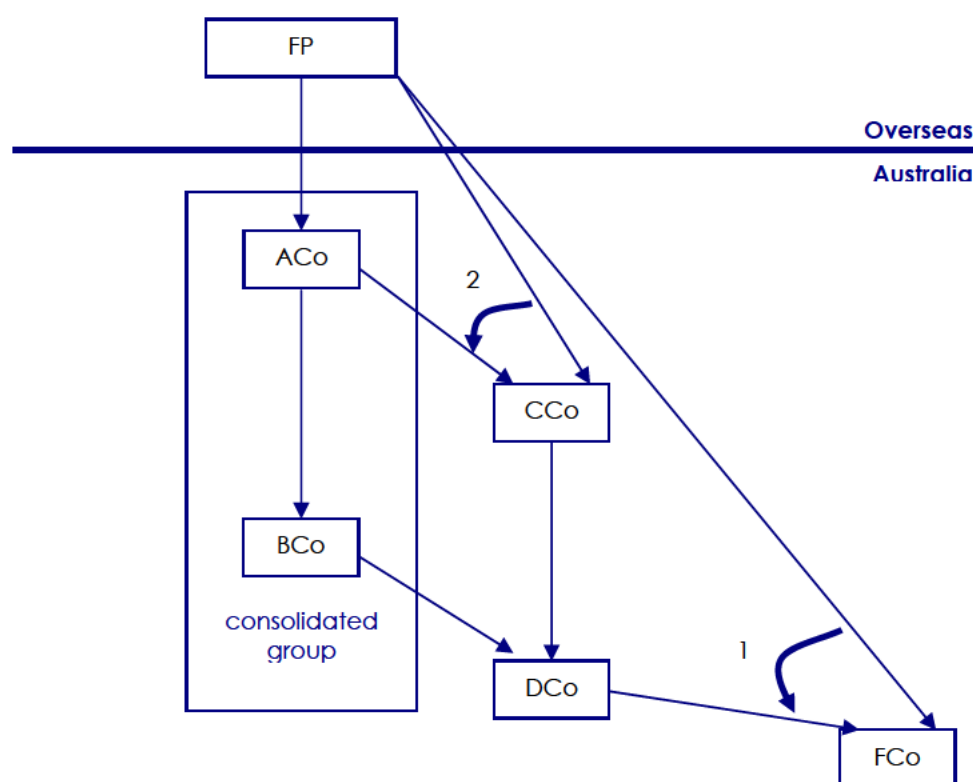 FP
Overseas
Australia
ACo
2
CCo
BCo
consolidated
group
1
DCo
FCo